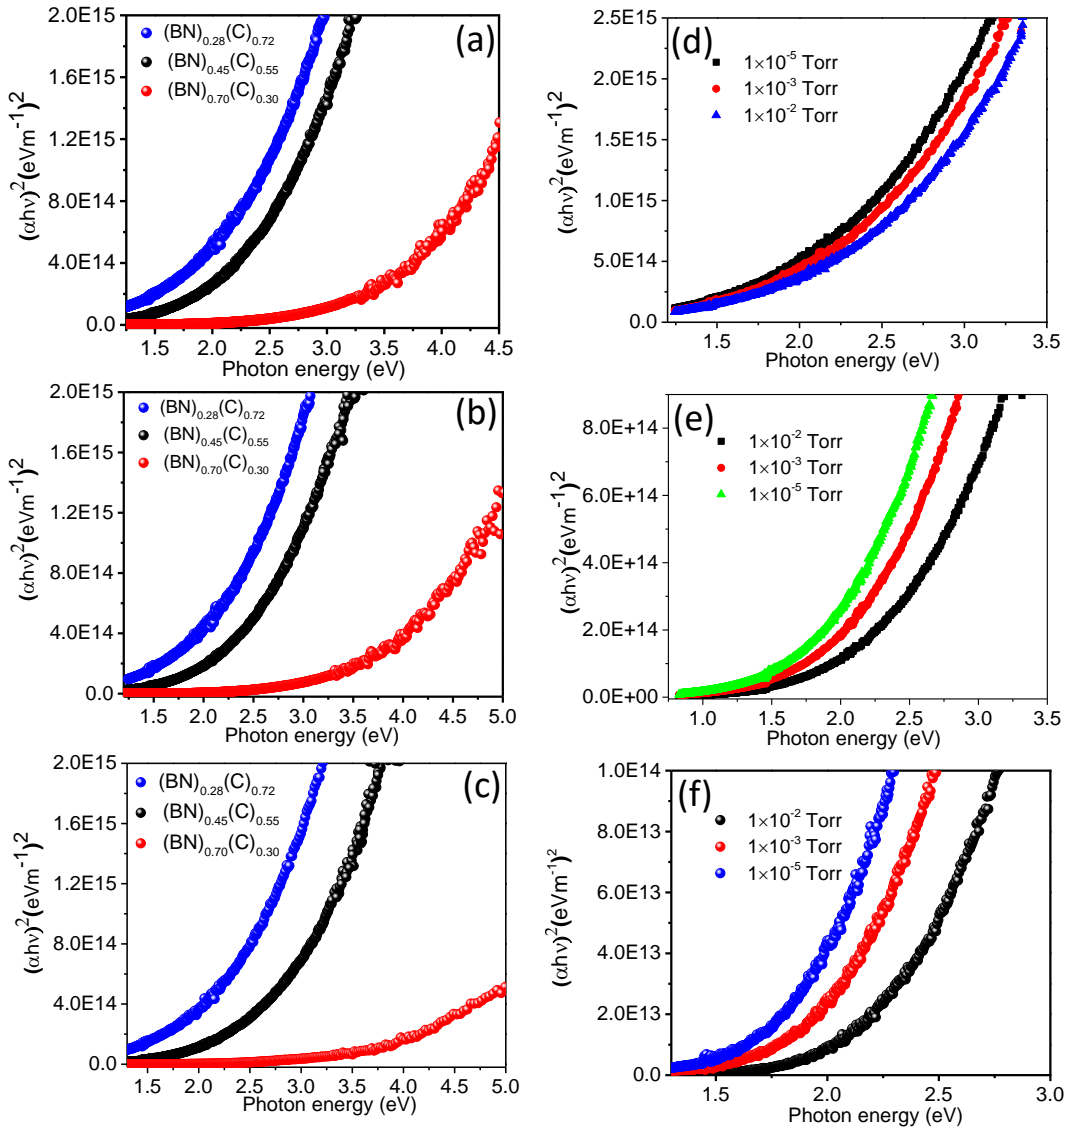 (a)
(BN)0.28(C)0.72
(BN)0.45(C)0.55
(BN)0.70(C)0.30
2.0E15
1.6E15
1.2E15
8.0E14
4.0E14
0.0
(αhν)²(eVm⁻¹)²
1.5 2.0 2.5 3.0 3.5 4.0 4.5
Photon energy (eV)
(d)
1×10⁻⁵ Torr
1×10⁻³ Torr
1×10⁻² Torr
2.5E15
2.0E15
1.5E15
1.0E15
5.0E14
0.0
(αhν)²(eVm⁻¹)²
1.5 2.0 2.5 3.0 3.5
Photon energy (eV)
(b)
(BN)0.28(C)0.72
(BN)0.45(C)0.55
(BN)0.70(C)0.30
2.0E15
1.6E15
1.2E15
8.0E14
4.0E14
0.0
(αhν)²(eVm⁻¹)²
1.5 2.0 2.5 3.0 3.5 4.0 4.5 5.0
Photon energy (eV)
(e)
1×10⁻² Torr
1×10⁻³ Torr
1×10⁻⁵ Torr
8.0E+14
6.0E+14
4.0E+14
2.0E+14
0.0E+00
(αhν)²(eVm⁻¹)²
1.0 1.5 2.0 2.5 3.0 3.5
Photon energy (eV)
(c)
(BN)0.28(C)0.72
(BN)0.45(C)0.55
(BN)0.70(C)0.30
2.0E15
1.6E15
1.2E15
8.0E14
4.0E14
0.0
(αhν)²(eVm⁻¹)²
1.5 2.0 2.5 3.0 3.5 4.0 4.5 5.0
Photon energy (eV)
(f)
1×10⁻² Torr
1×10⁻³ Torr
1×10⁻⁵ Torr
1.0E14
8.0E13
6.0E13
4.0E13
2.0E13
0.0
(αhν)²(eVm⁻¹)²
1.5 2.0 2.5 3.0
Photon energy (eV)